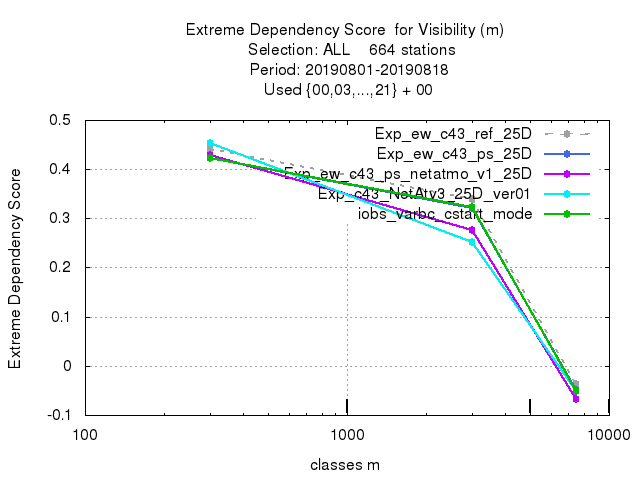 Extreme Dependency Score for Visibility (m)
Selection: ALL 664 stations
Period: 20190801-20190818
Used {00,03,...,21} + 00
Extreme Dependency Score
0.5
0.4
0.3
0.2
0.1
0
-0.1
Exp_ew_c43_ref_25D
Exp_ew_c43_ps_25D
Exp_ew_c43_ps_netatmo_v1_25D
Exp_c43_NetAtv3_25D_ver01
iobs_varbc_cstart_mode
100
1000
10000
classes m